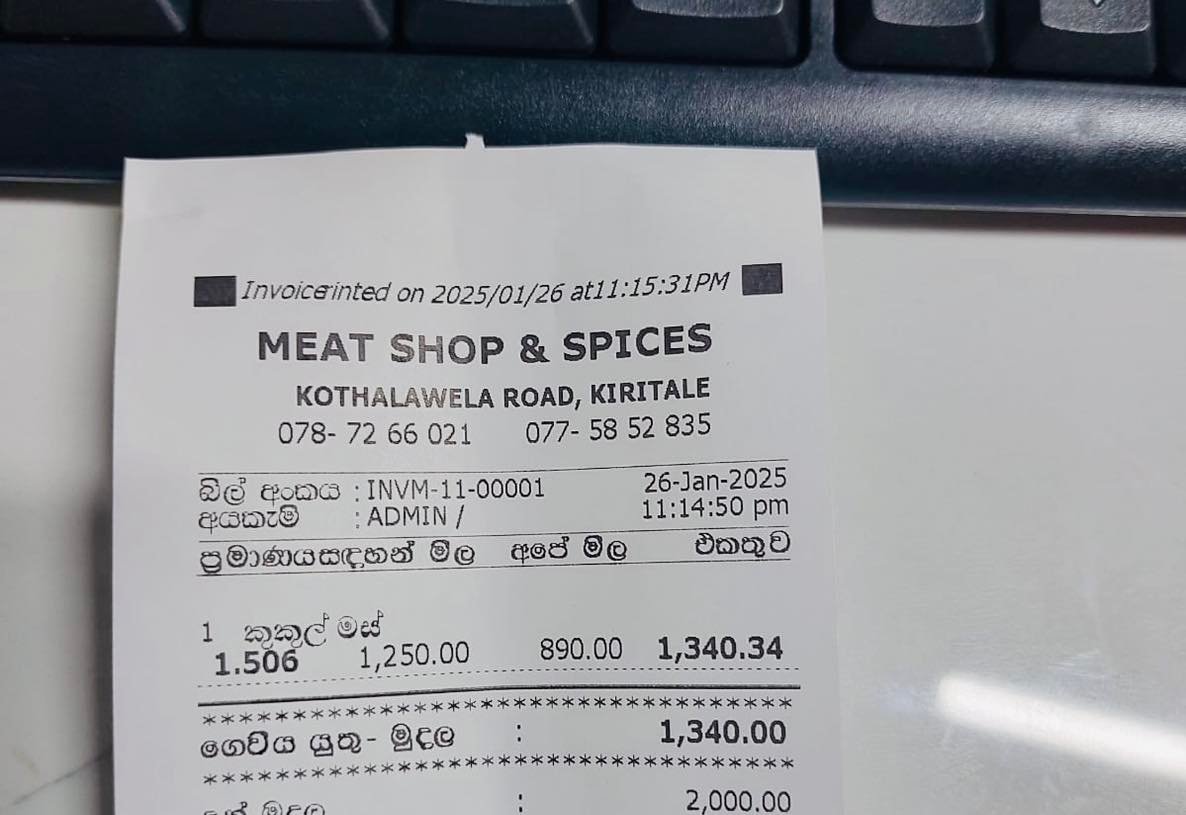 Invoiceinted on 2025/01/26 at11:15:31PM
MEAT SHOP & SPICES
KOTHALAWELA ROAD, KIRITALE
078- 72 66 021 077- 58 52 835
බිල් අංකය : INVM-11-00001 26-Jan-2025
අයකැමි : ADMIN / 11:14:50 pm
ප්‍රමාණයසඳහන් මිල අපේ මිල එකතුව
1 කුකුල් මස්
1.506 1,250.00 890.00 1,340.34
**********************************
ගෙවිය යුතු- මුදල : 1,340.00
**********************************
මුදල : 2,000.00